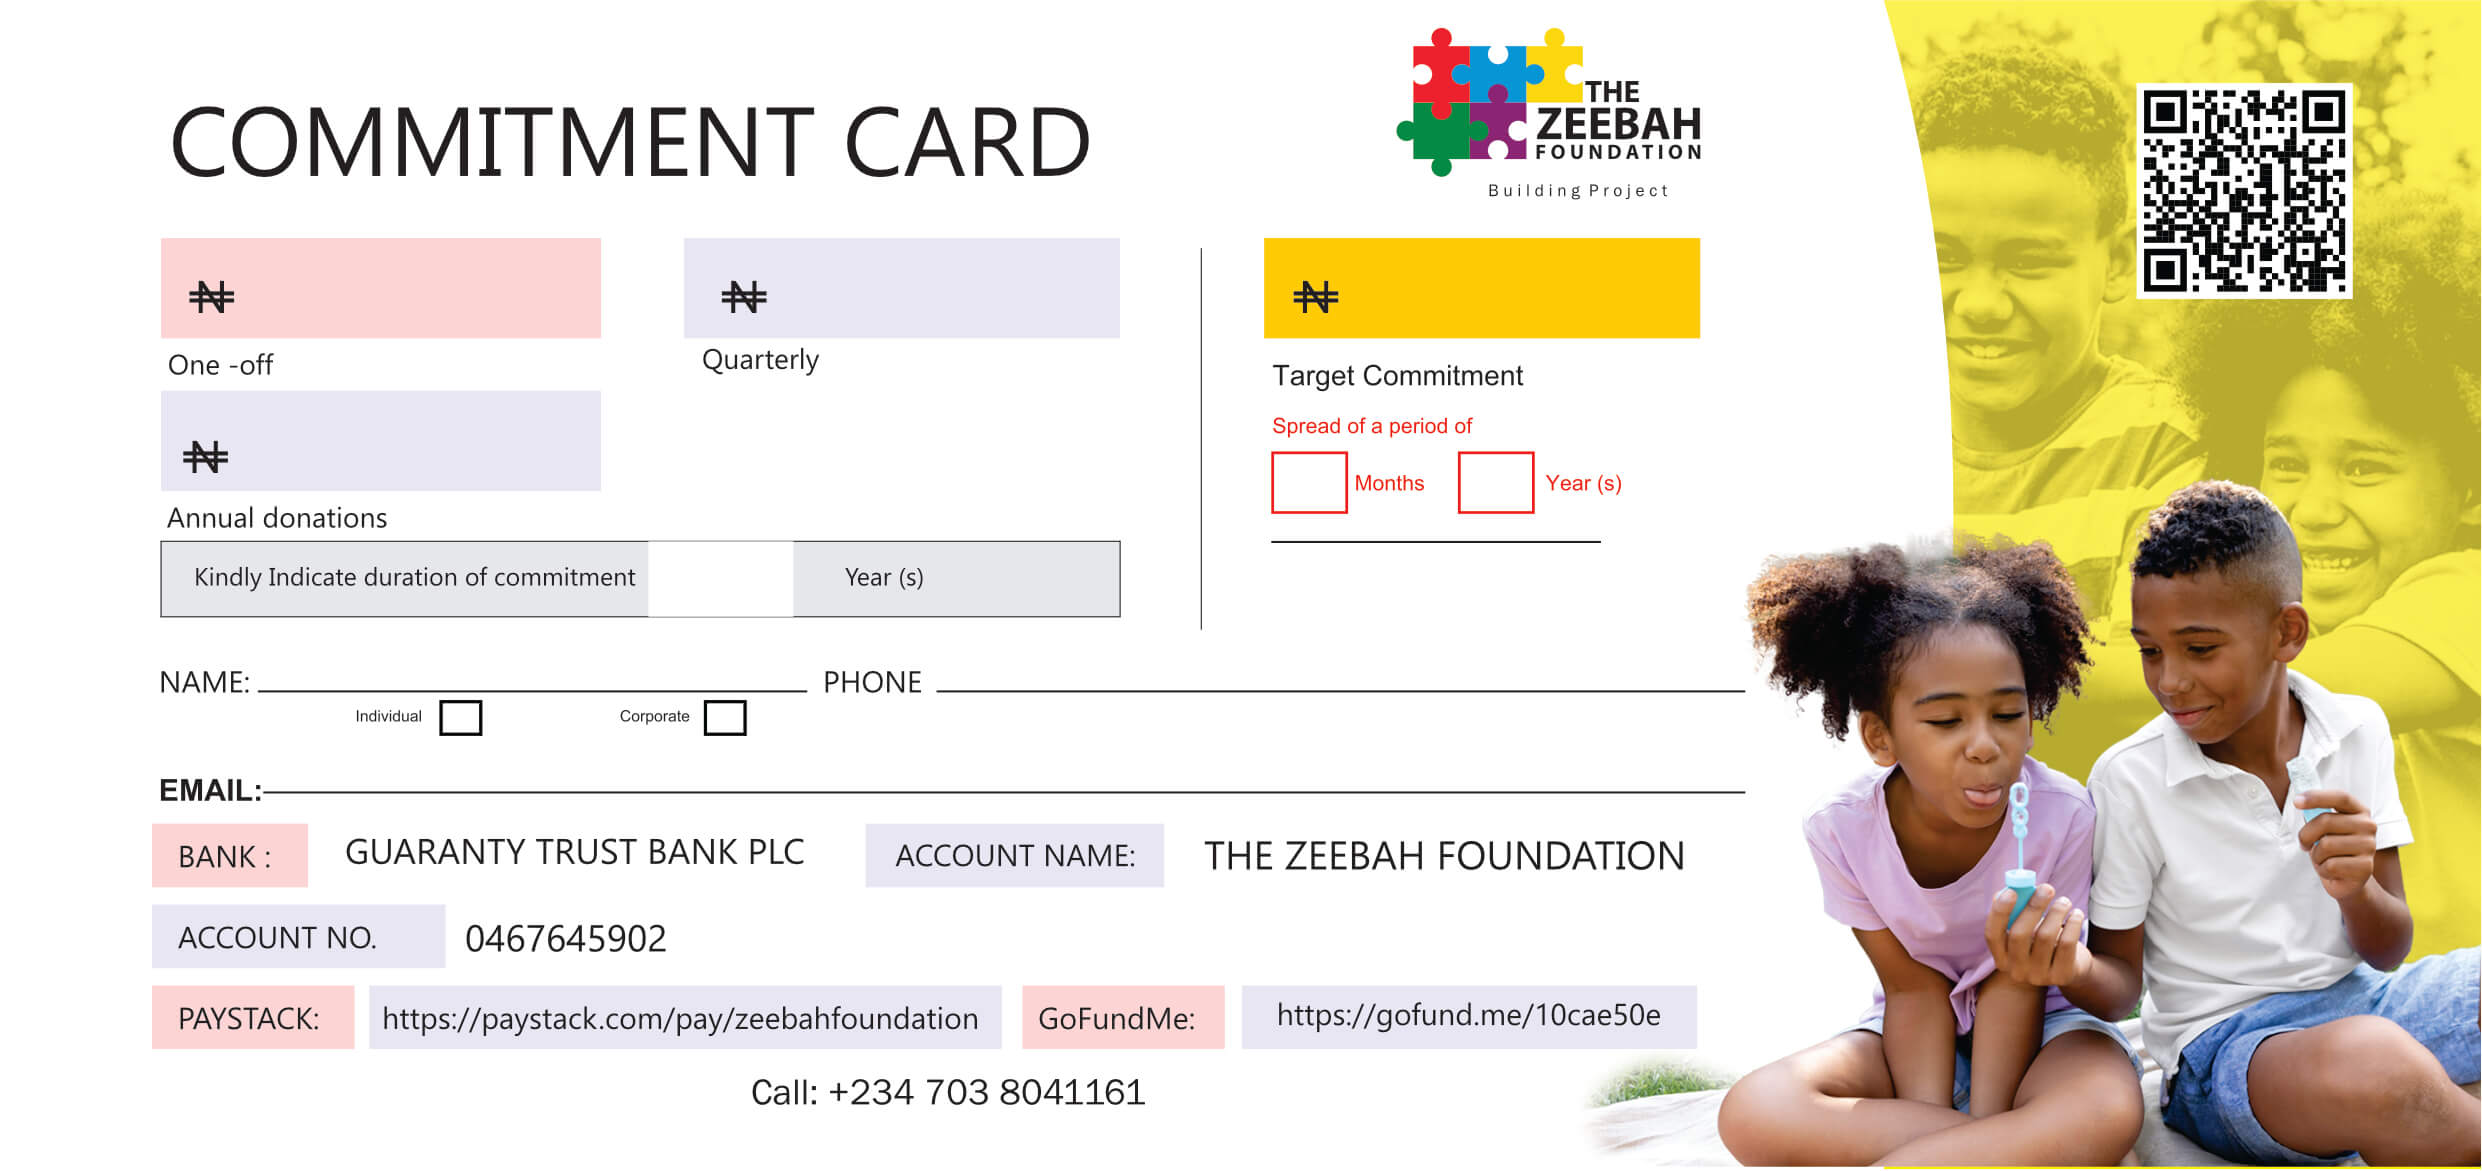 COMMITMENT CARD
THE
ZEEBAH
FOUNDATION
Building Project
₦
₦
₦
One -off
Quarterly
Target Commitment
₦
Spread of a period of
Months
Year (s)
Annual donations
Kindly Indicate duration of commitment
Year (s)
NAME:
PHONE
Individual
Corporate
EMAIL:
BANK :
GUARANTY TRUST BANK PLC
ACCOUNT NAME:
THE ZEEBAH FOUNDATION
ACCOUNT NO.
0467645902
PAYSTACK:
https://paystack.com/pay/zeebahfoundation
GoFundMe:
https://gofund.me/10cae50e
Call: +234 703 8041161